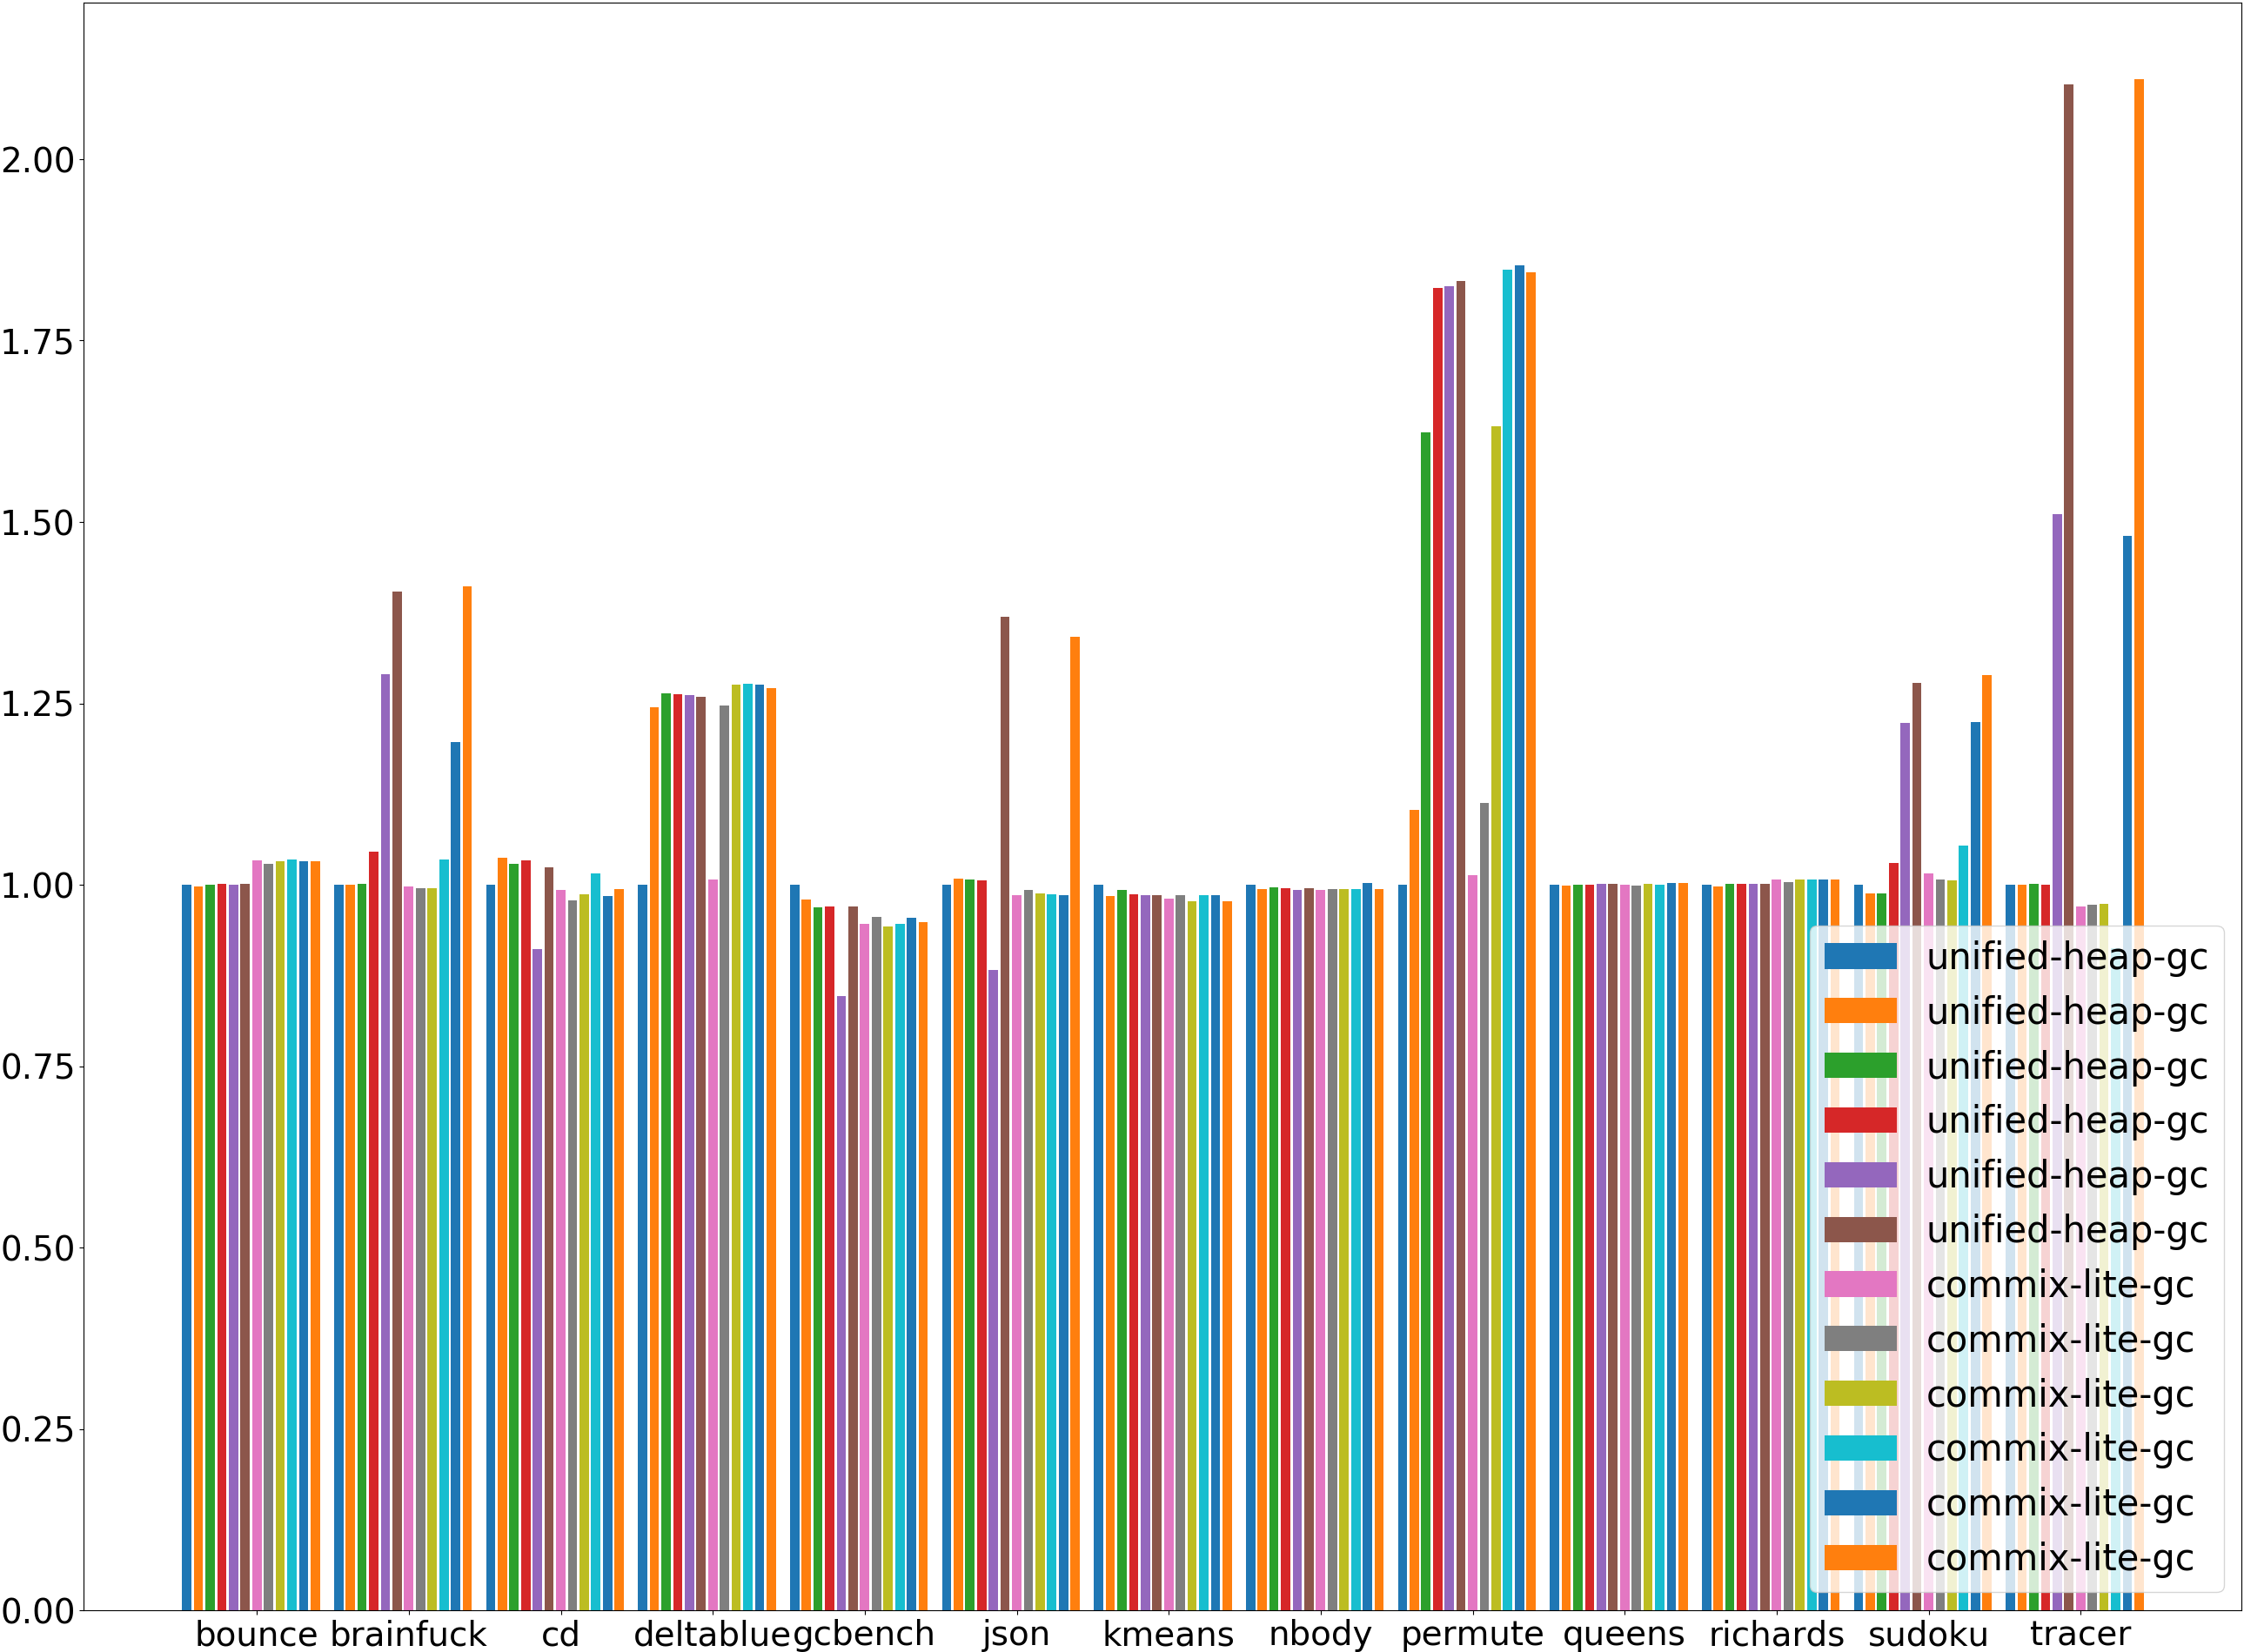 2.00
1.75
1.50
1.25
1.00
0.75
0.50
0.25
0.00
bounce brainfuck cd deltablue gcbench json kmeans nbody permute queens richards sudoku tracer
unified-heap-gc
unified-heap-gc
unified-heap-gc
unified-heap-gc
unified-heap-gc
unified-heap-gc
commix-lite-gc
commix-lite-gc
commix-lite-gc
commix-lite-gc
commix-lite-gc
commix-lite-gc